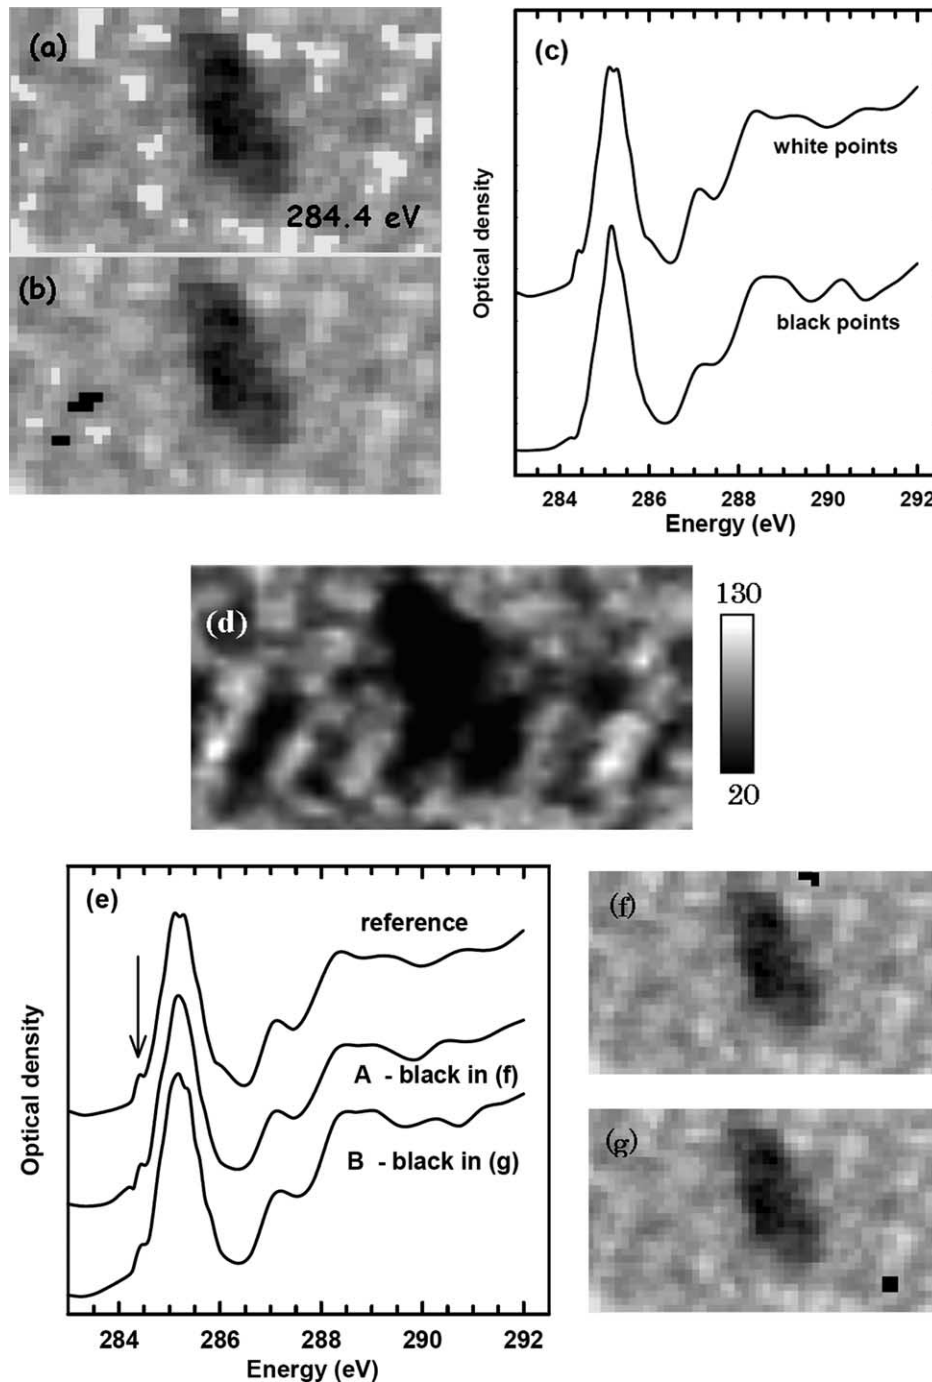 (a)
284.4 eV
(b)
(c)
white points
black points
Optical density
284 286 288 290 292
Energy (eV)
(d)
130
20
(e)
reference
A - black in (f)
B - black in (g)
Optical density
284 286 288 290 292
Energy (eV)
(f)
(g)